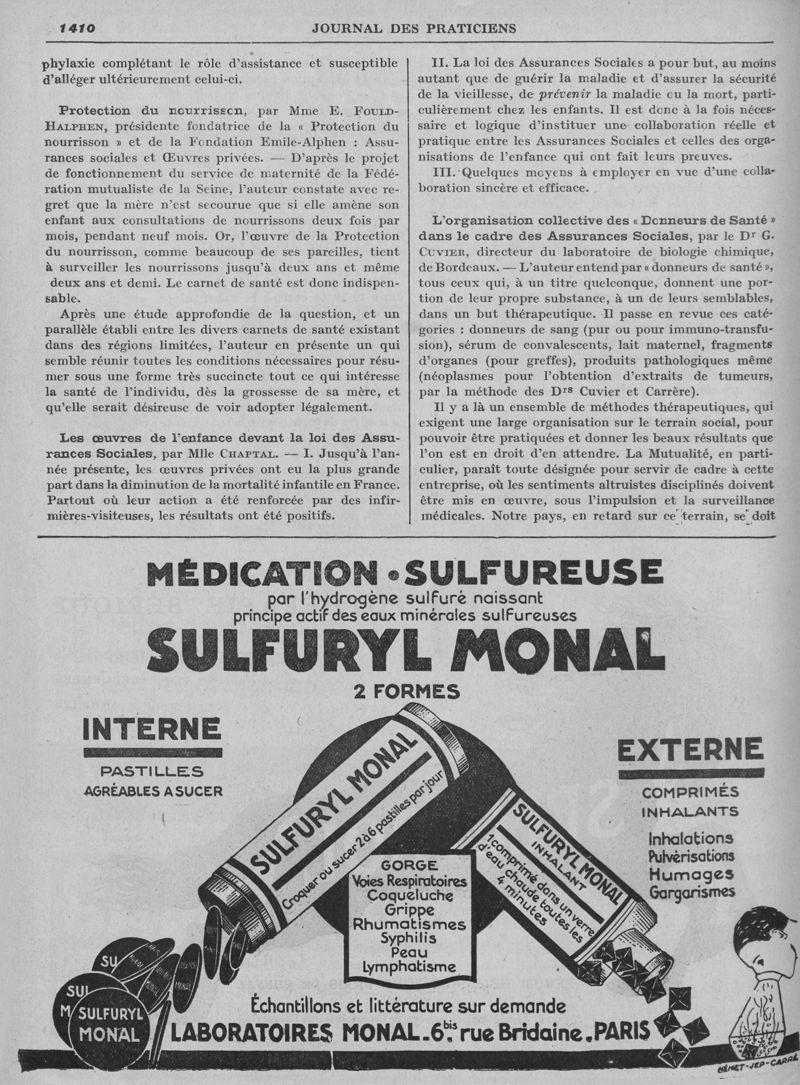 1410
JOURNAL DES PRATICIENS
phylaxie complétant le rôle d'assistance et susceptible
d'alléger ultérieurement celui-ci.
Protection du nourrisson, par Mme E. FOULD-
HALPHEN, présidente fondatrice de la « Protection du
nourrisson » et de la Fondation Emile-Alphen : Assu-
rances sociales et Œuvres privées. — D'après le projet
de fonctionnement du service de maternité de la Fédé-
ration mutualiste de la Seine, l'auteur constate avec re-
gret que la mère n'est secourue que si elle amène son
enfant aux consultations de nourrissons deux fois par
mois, pendant neuf mois. Or, l'œuvre de la Protection
du nourrisson, comme beaucoup de ses pareilles, tient
à surveiller les nourrissons jusqu'à deux ans et même
deux ans et demi. Le carnet de santé est donc indispen-
sable.
Après une étude approfondie de la question, et un
parallèle établi entre les divers carnets de santé existant
dans des régions limitées, l'auteur en présente un qui
semble réunir toutes les conditions nécessaires pour résu-
mer sous une forme très succincte tout ce qui intéresse
la santé de l'individu, dès la grossesse de sa mère, et
qu'elle serait désireuse de voir adopter légalement.
Les œuvres de l'enfance devant la loi des Assu-
rances Sociales, par Mlle CHAPTAL. — I. Jusqu'à l'an-
née présente, les œuvres privées ont eu la plus grande
part dans la diminution de la mortalité infantile en France.
Partout où leur action a été renforcée par des infir-
mières-visiteuses, les résultats ont été positifs.
II. La loi des Assurances Sociales a pour but, au moins
autant que de guérir la maladie et d'assurer la sécurité
de la vieillesse, de prévenir la maladie ou la mort, parti-
culièrement chez les enfants. Il est donc à la fois néces-
saire et logique d'instituer une collaboration réelle et
pratique entre les Assurances Sociales et celles des orga-
nisations de l'enfance qui ont fait leurs preuves.
III. Quelques moyens à employer en vue d'une colla-
boration sincère et efficace.
L'organisation collective des « Donneurs de Santé »
dans le cadre des Assurances Sociales, par le Dr G.
CUVIER, directeur du laboratoire de biologie chimique,
de Bordeaux. — L'auteur entend par « donneurs de santé »,
tous ceux qui, à un titre quelconque, donnent une por-
tion de leur propre substance, à un de leurs semblables,
dans un but thérapeutique. Il passe en revue ces caté-
gories : donneurs de sang (pur ou pour immuno-transfu-
sion), sérum de convalescents, lait maternel, fragments
d'organes (pour greffes), produits pathologiques même
(néoplasmes pour l'obtention d'extraits de tumeurs,
par la méthode des Drs Cuvier et Carrère).
Il y a là un ensemble de méthodes thérapeutiques, qui
exigent une large organisation sur le terrain social, pour
pouvoir être pratiquées et donner les beaux résultats que
l'on est en droit d'en attendre. La Mutualité, en parti-
culier, paraît toute désignée pour servir de cadre à cette
entreprise, où les sentiments altruistes disciplinés doivent
être mis en œuvre, sous l'impulsion et la surveillance
médicales. Notre pays, en retard sur ce terrain, se doit
MÉDICATION • SULFUREUSE
par l'hydrogène sulfuré naissant
principe actif des eaux minérales sulfureuses
SULFURYL MONAL
2 FORMES
INTERNE
PASTILLES
AGRÉABLES A SUCER
EXTERNE
COMPRIMÉS
INHALANTS
Inhalations
Pulvérisations
Humages
Gargarismes
SULFURYL MONAL
Croquer ou sucer 2 à 6 pastilles par jour
SULFURYL MONAL
INHALANT
1 comprimé dans un verre
d'eau chaude toutes les
4 minutes
GORGE
Voies Respiratoires
Coqueluche
Grippe
Rhumatismes
Syphilis
Peau
Lymphatisme
SU
SUL
M
SULFURYL
MONAL
Échantillons et littérature sur demande
LABORATOIRES MONAL. 6bis, rue Bridaine. PARIS